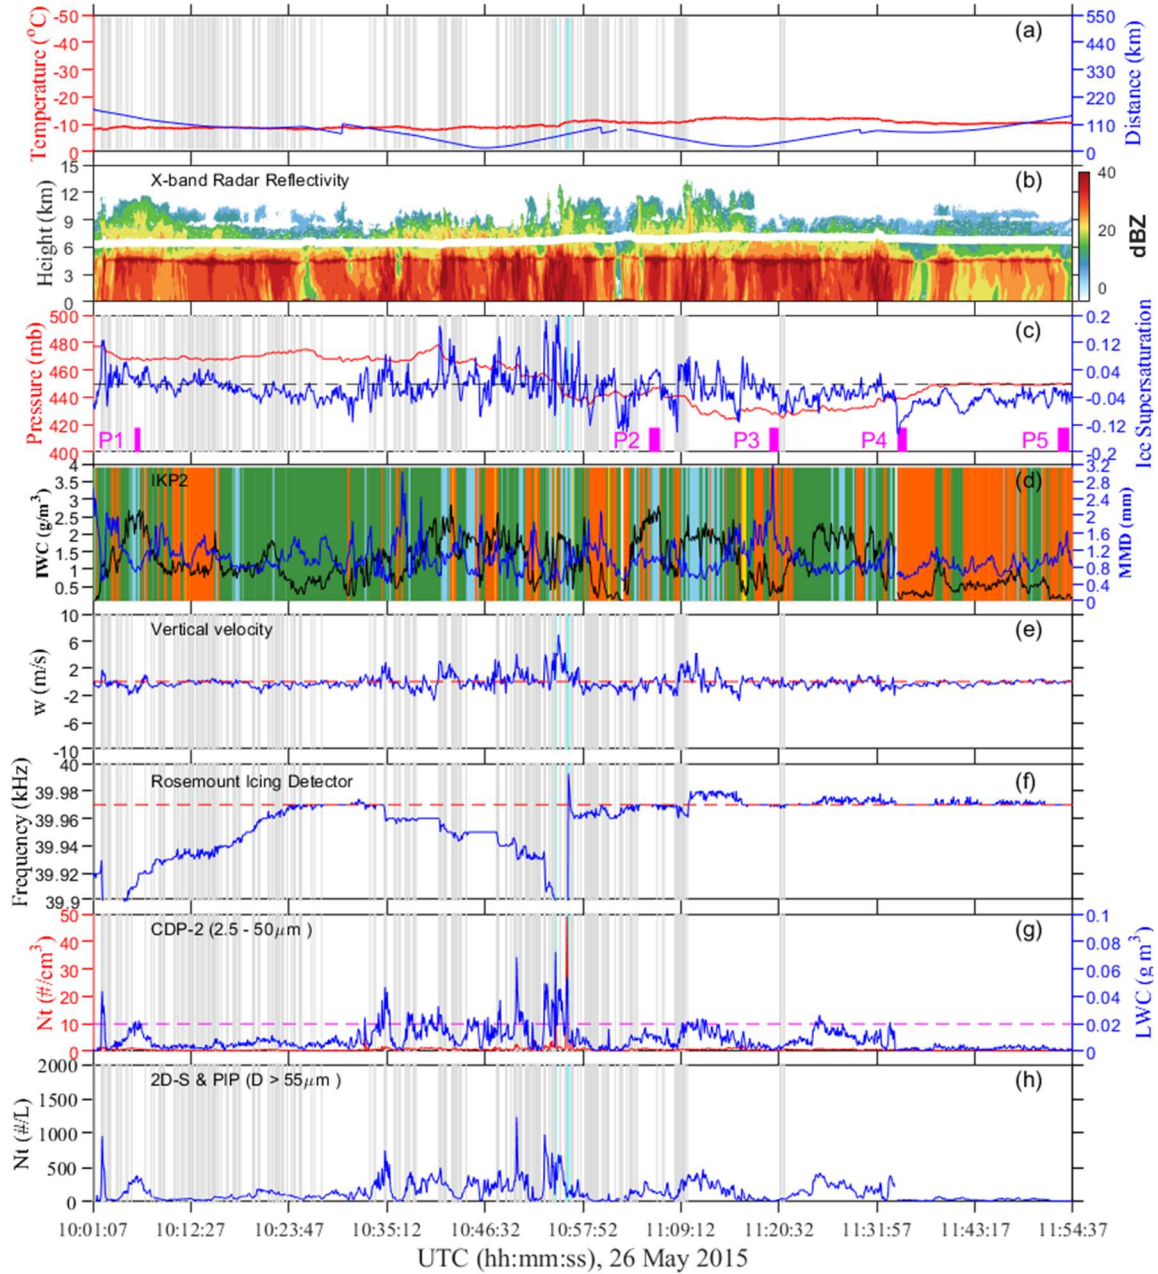 Temperature (°C)
-50
-40
-30
-20
-10
0
(a)
550
440
330
220
110
0
Distance (km)
Height (km)
15
12
9
6
3
0
X-band Radar Reflectivity
(b)
40
20
0
dBZ
Pressure (mb)
500
480
460
440
420
400
(c)
P1
P2
P3
P4
P5
0.2
0.12
0.04
-0.04
-0.12
-0.2
Ice Supersaturation
IWC (g/m³)
4
3.5
3
2.5
2
1.5
1
0.5
IKP2
(d)
3.2
2.8
2.4
2
1.6
1.2
0.8
0.4
0
MMD (mm)
w (m/s)
10
6
2
-2
-6
-10
Vertical velocity
(e)
Frequency (kHz)
40
39.98
39.96
39.94
39.92
39.9
Rosemount Icing Detector
(f)
Nt (#/cm³)
50
40
30
20
10
0
CDP-2 (2.5 - 50μm )
(g)
0.1
0.08
0.06
0.04
0.02
0
LWC (g m³)
Nt (#/L)
2000
1500
1000
500
0
2D-S & PIP (D > 55μm )
(h)
10:01:07 10:12:27 10:23:47 10:35:12 10:46:32 10:57:52 11:09:12 11:20:32 11:31:57 11:43:17 11:54:37
UTC (hh:mm:ss), 26 May 2015